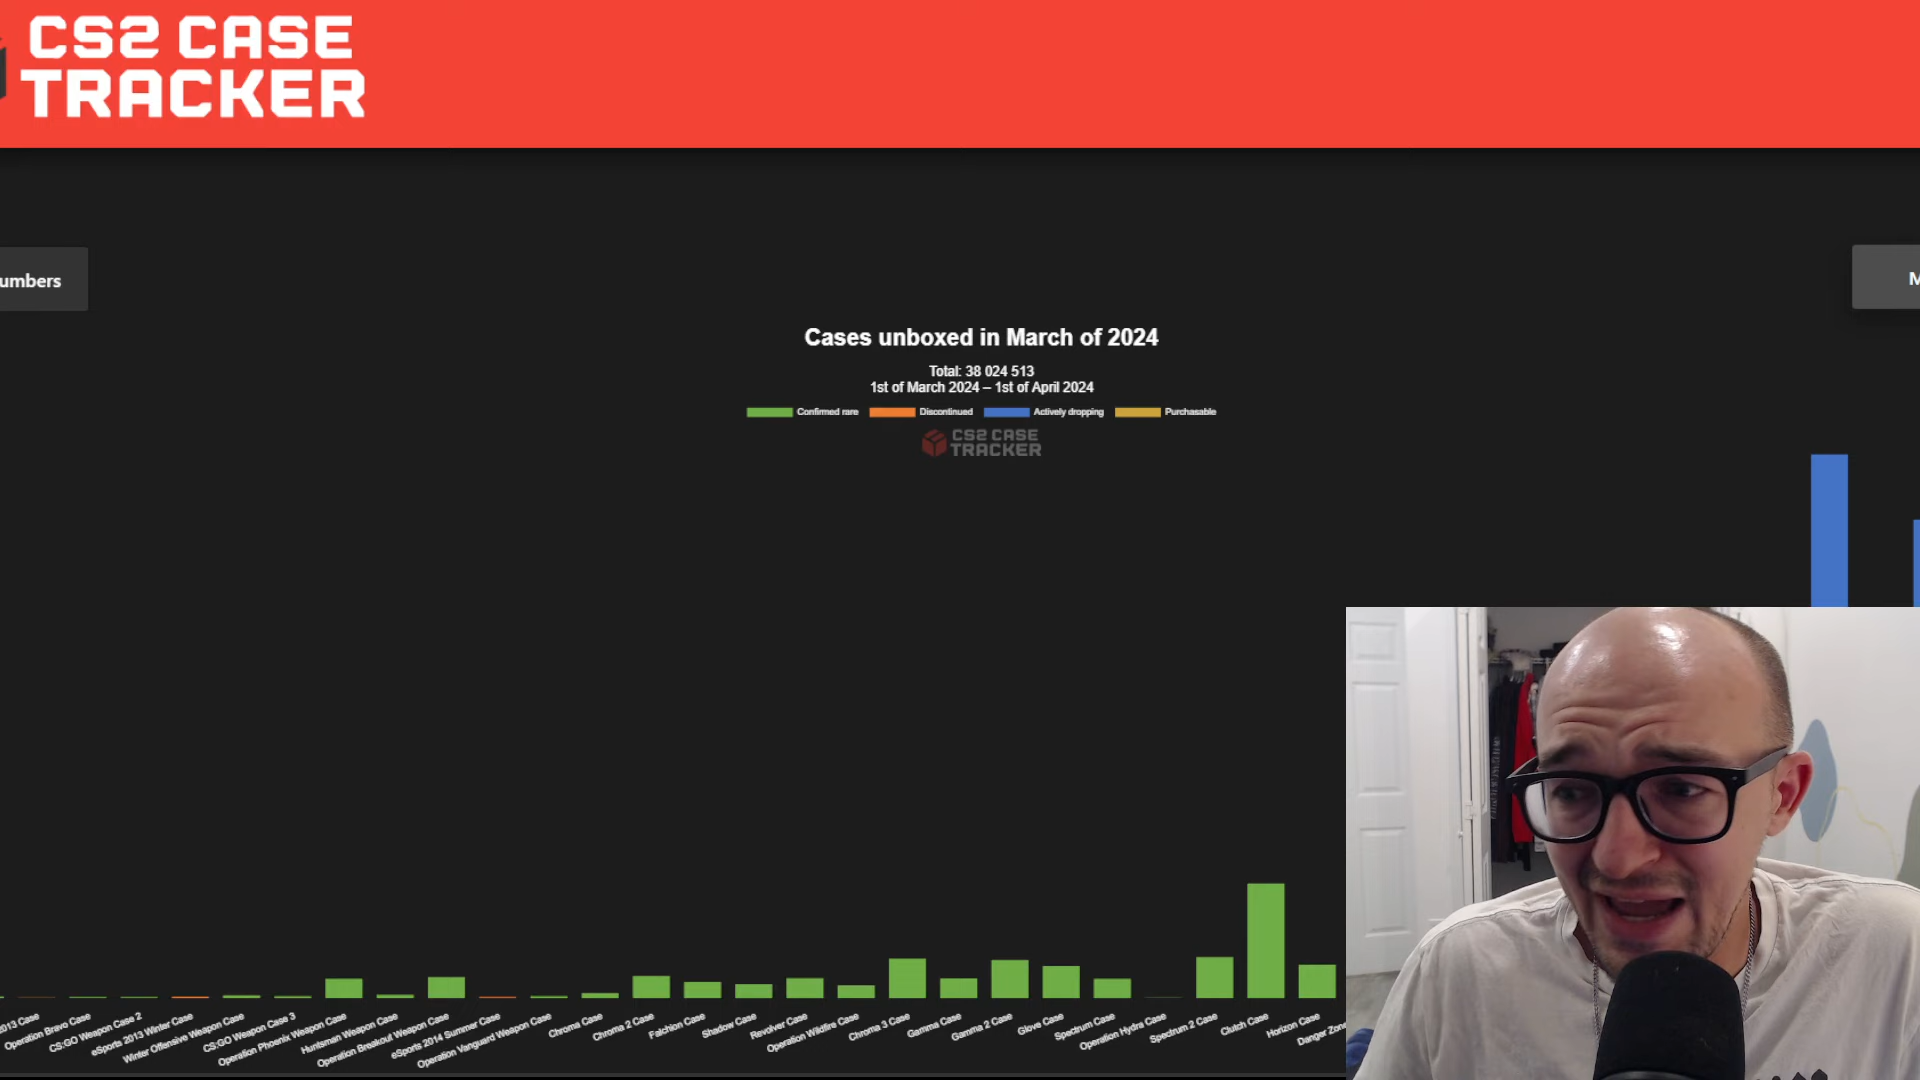 CS2 CASE
TRACKER
umbers
M
Cases unboxed in March of 2024
Total: 38 024 513
1st of March 2024 – 1st of April 2024
Confirmed rare
Discontinued
Actively dropping
Purchasable
CS2 CASE
TRACKER
2013 Case
Operation Bravo Case
CS:GO Weapon Case 2
eSports 2013 Winter Case
Winter Offensive Weapon Case
CS:GO Weapon Case 3
Operation Phoenix Weapon Case
Huntsman Weapon Case
Operation Breakout Weapon Case
eSports 2014 Summer Case
Operation Vanguard Weapon Case
Chroma Case
Chroma 2 Case
Falchion Case
Shadow Case
Revolver Case
Operation Wildfire Case
Chroma 3 Case
Gamma Case
Gamma 2 Case
Glove Case
Spectrum Case
Operation Hydra Case
Spectrum 2 Case
Clutch Case
Horizon Case
Danger Zone